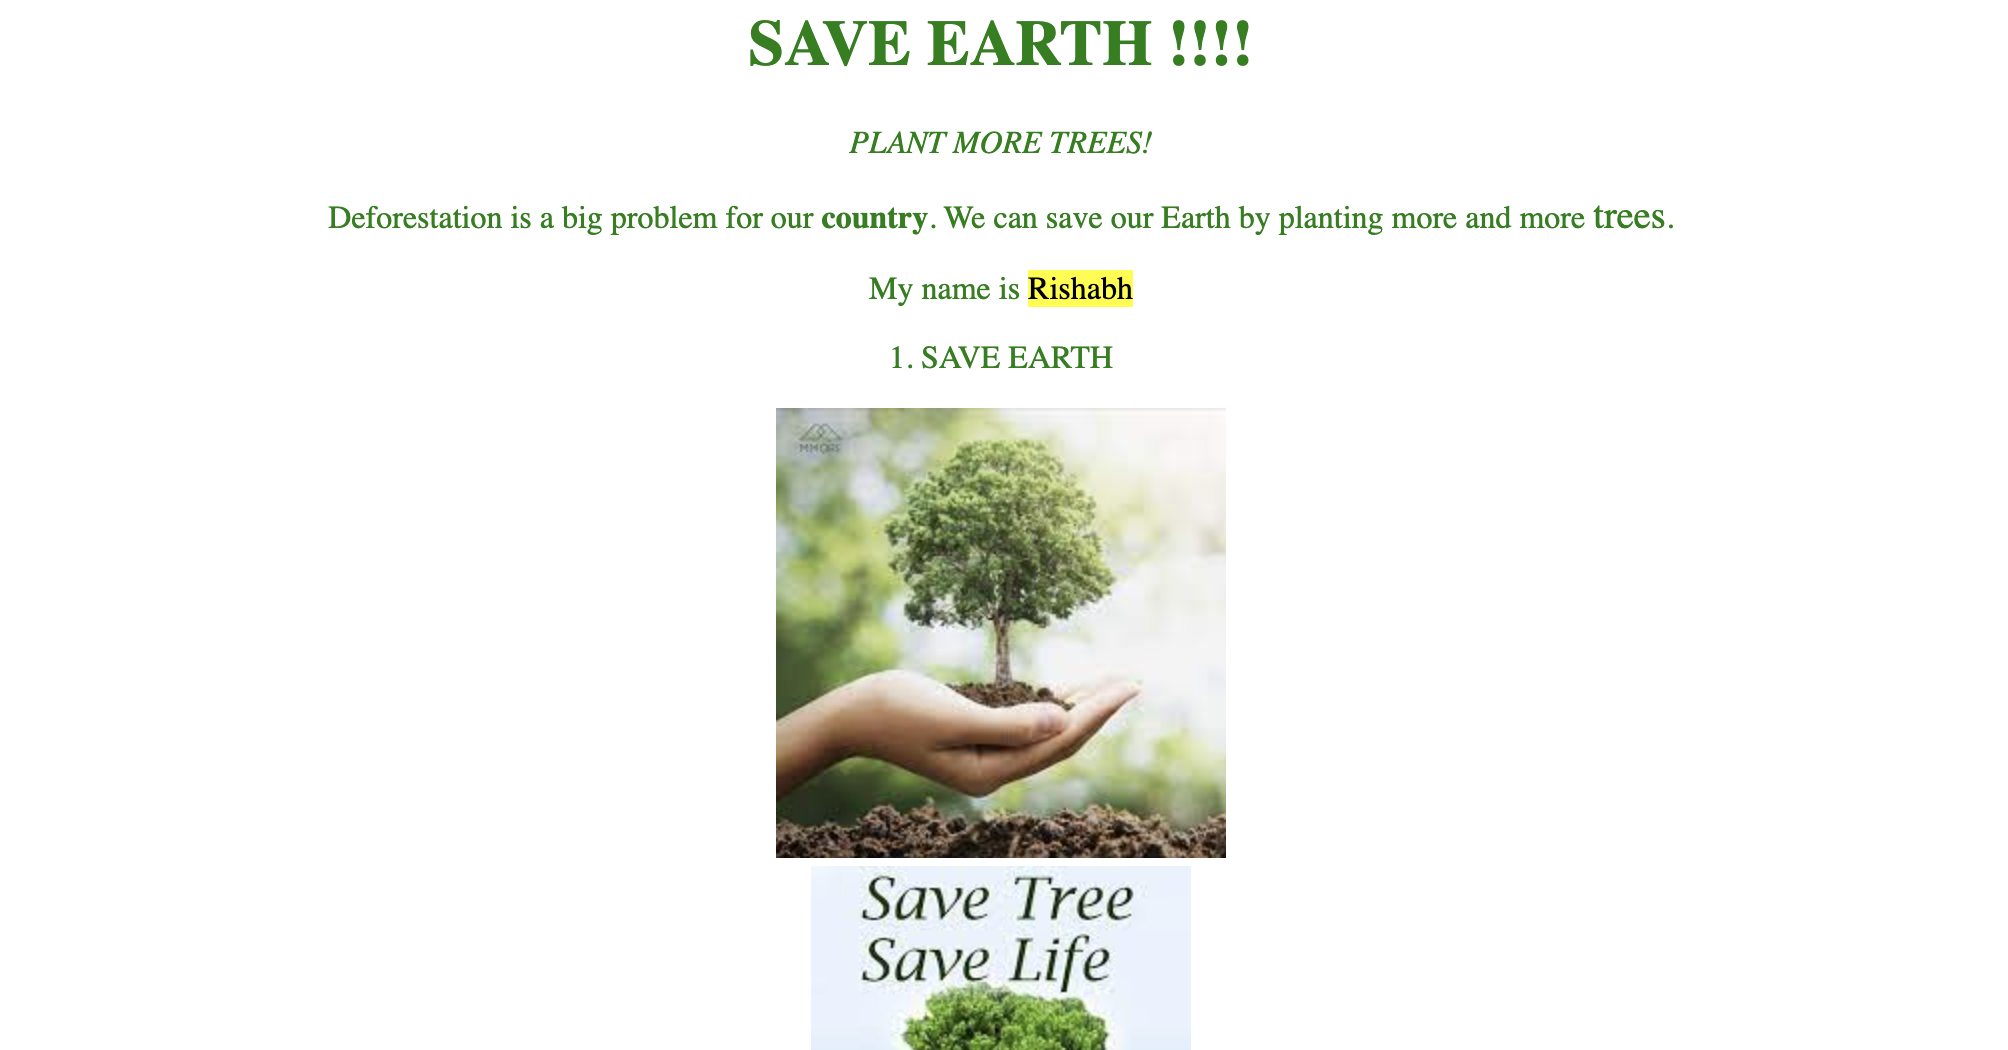 SAVE EARTH !!!!
PLANT MORE TREES!
Deforestation is a big problem for our country. We can save our Earth by planting more and more trees.
My name is Rishabh
1. SAVE EARTH
Save Tree
Save Life